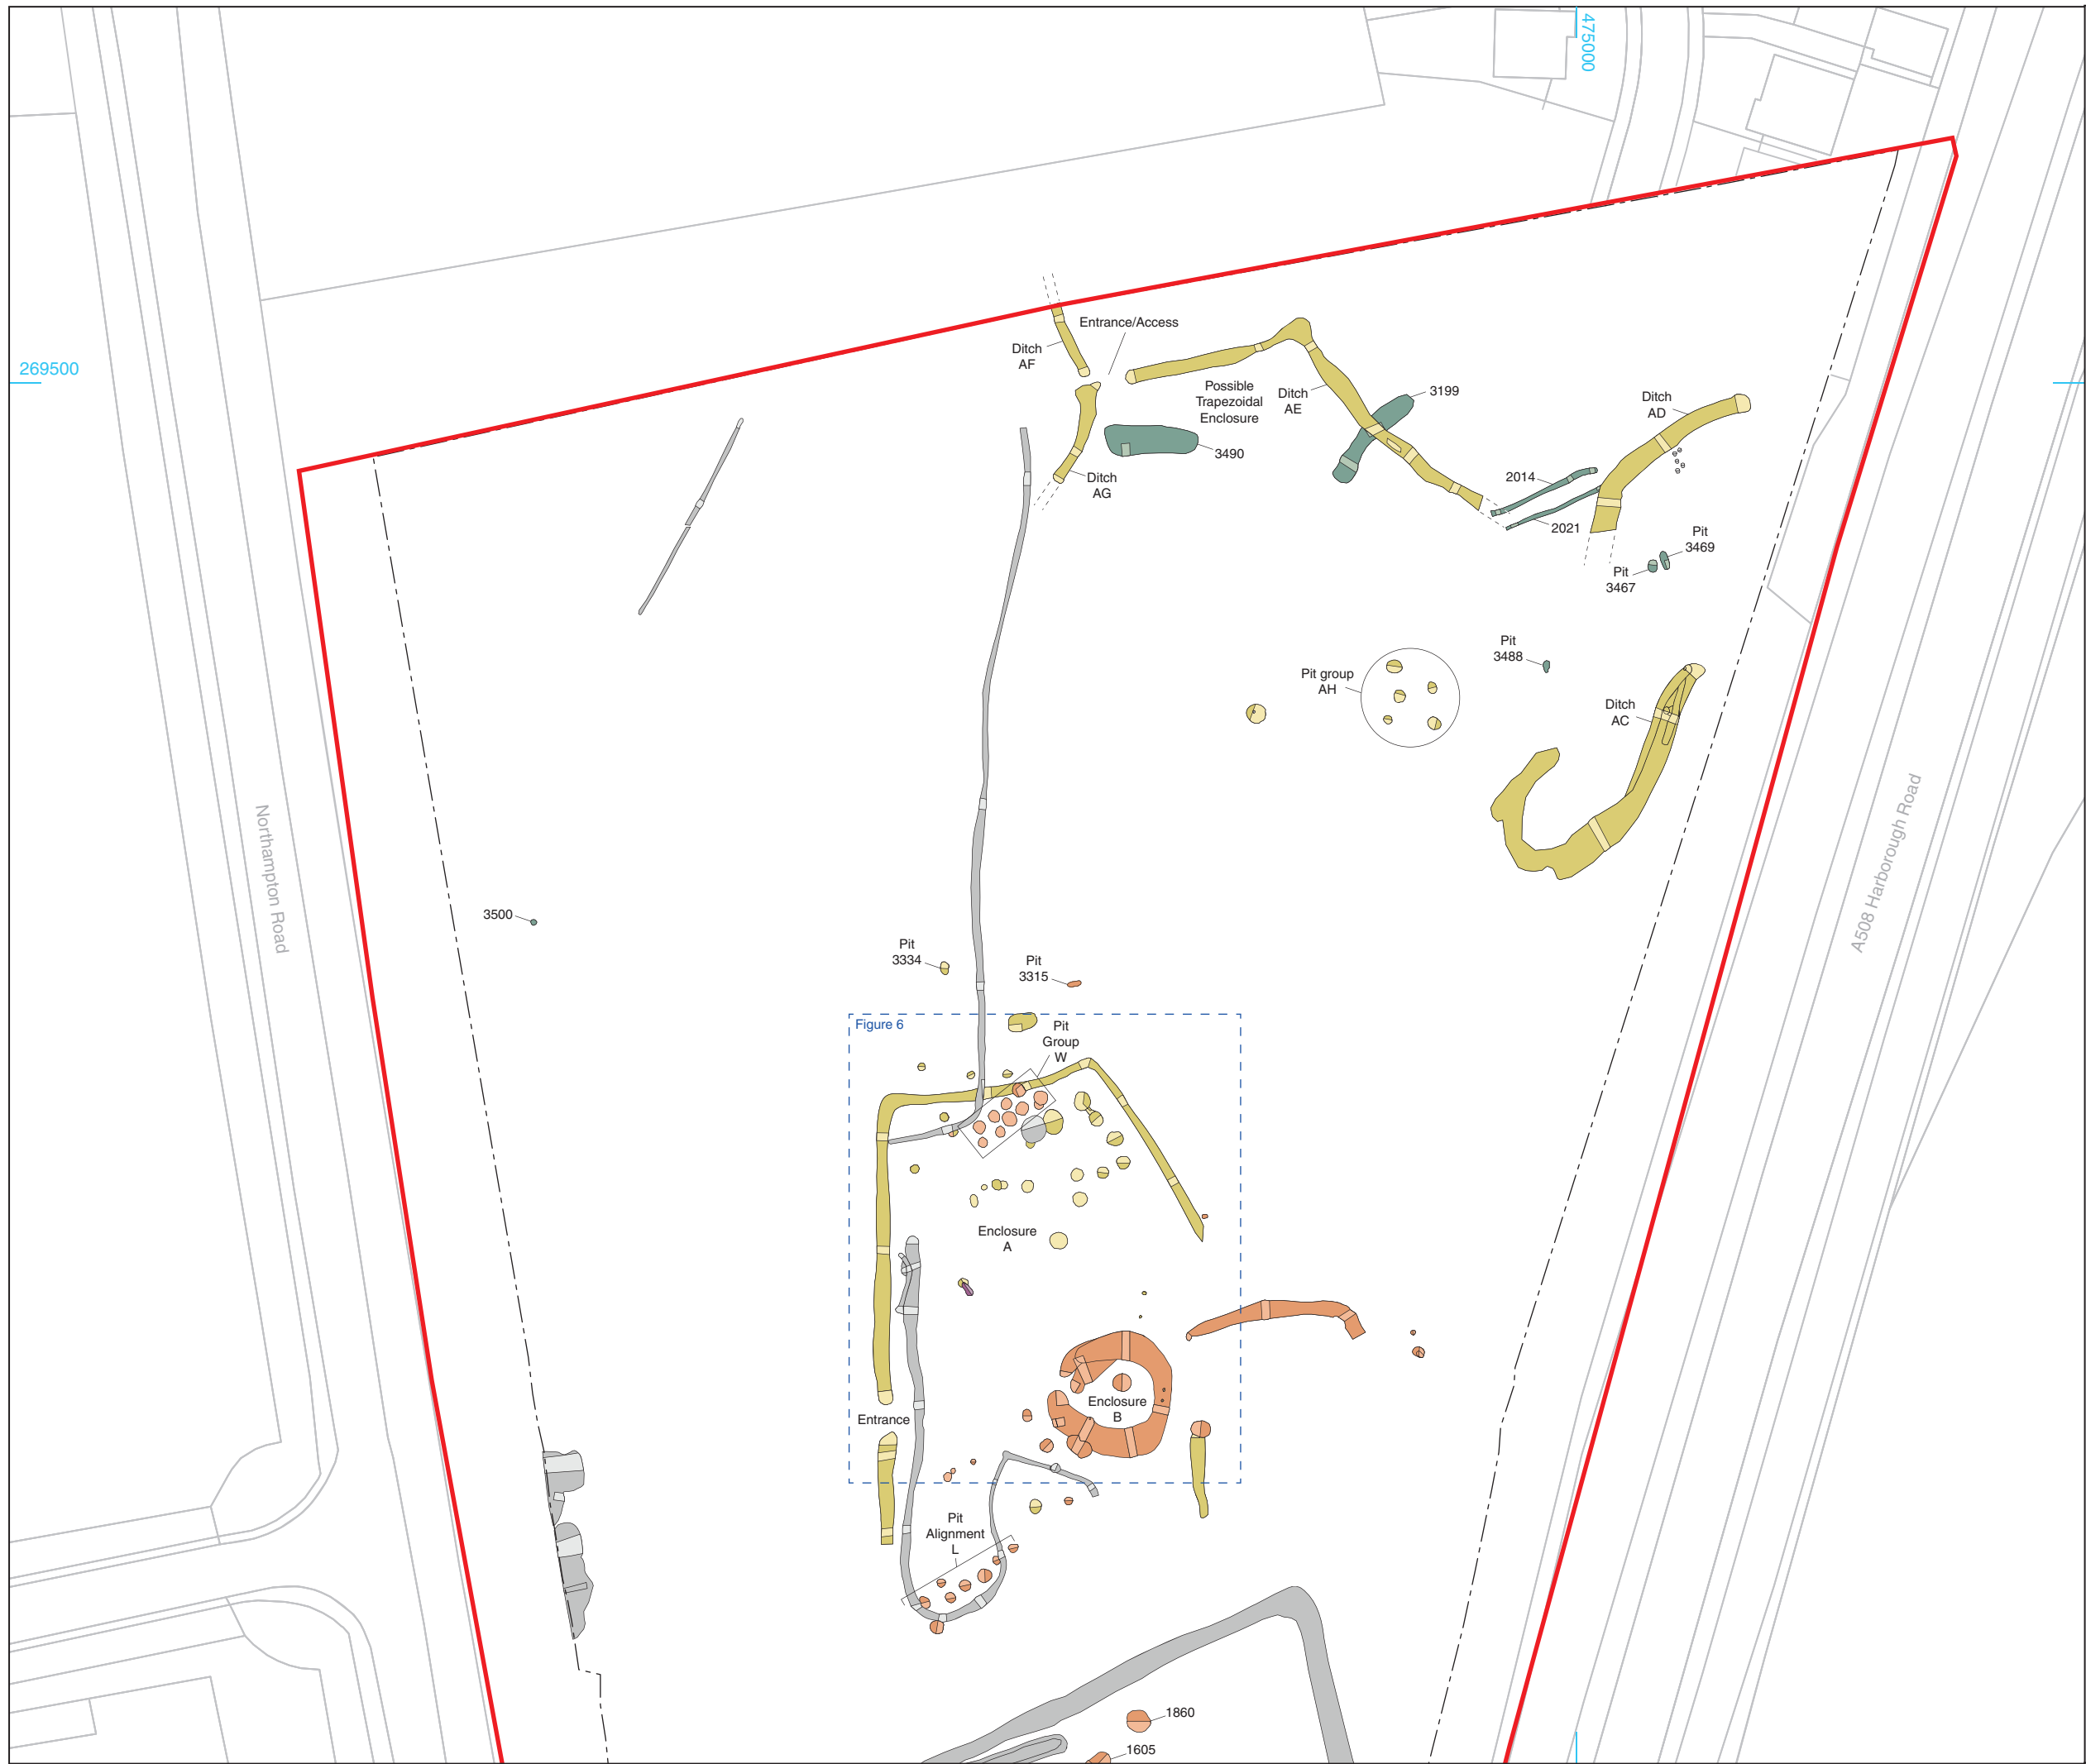 475000
269500
Entrance/Access
Ditch
AF
Possible
Trapezoidal
Enclosure
Ditch
AE
3199
Ditch
AD
3490
Ditch
AG
2014
2021
Pit
3469
Pit
3467
Pit
3488
Pit group
AH
Ditch
AC
Northampton Road
A508 Harborough Road
3500
Pit
3334
Pit
3315
Figure 6
Pit
Group
W
Enclosure
A
Enclosure
B
Entrance
Pit
Alignment
L
1860
1605